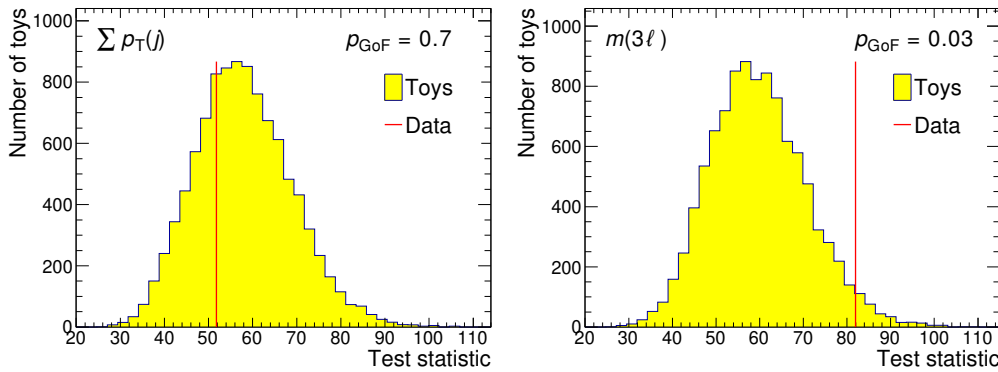 ∑ p_T(j)
p_GoF = 0.7
Toys
Data
Number of toys
1000
800
600
400
200
0
20 30 40 50 60 70 80 90 100 110
Test statistic
m(3ℓ)
p_GoF = 0.03
Toys
Data
Number of toys
1000
800
600
400
200
0
20 30 40 50 60 70 80 90 100 110
Test statistic